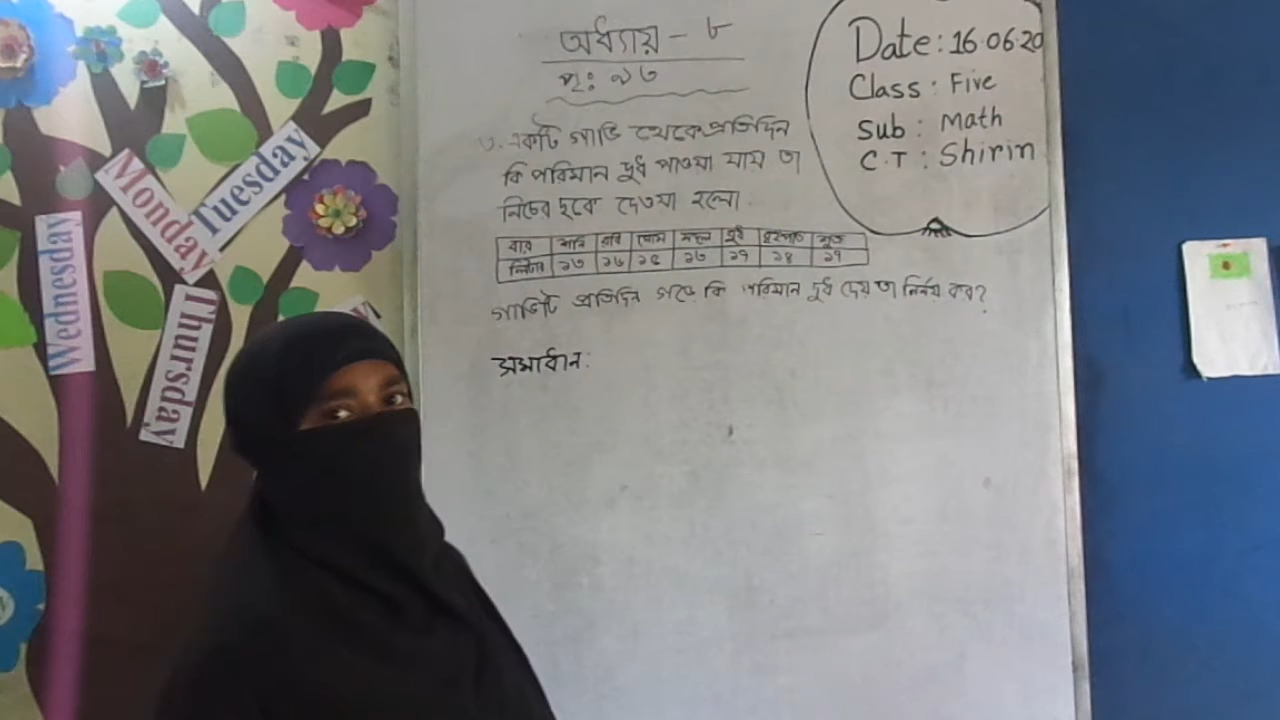 অধ্যায় - ৮
পৃ: ৯৩
Date: 16.06.20
Class : Five
Sub : Math
C.T : Shirin
৩. একটি গাভি থেকে প্রতিদিন
কি পরিমান দুধ পাওয়া যায় তা
নিচের ছকে দেওয়া হলো।
বার শনি রবি সোম মঙ্গল বুধ বৃহস্পতি শুক্র
লিটার ১৩ ১৬ ১৫ ১৩ ১৭ ১৪ ১৭
গাভিটি প্রতিদিন গড়ে কি পরিমান দুধ দেয় তা নির্নয় কর?
সমাধান:
Monday
Tuesday
Wednesday
Thursday